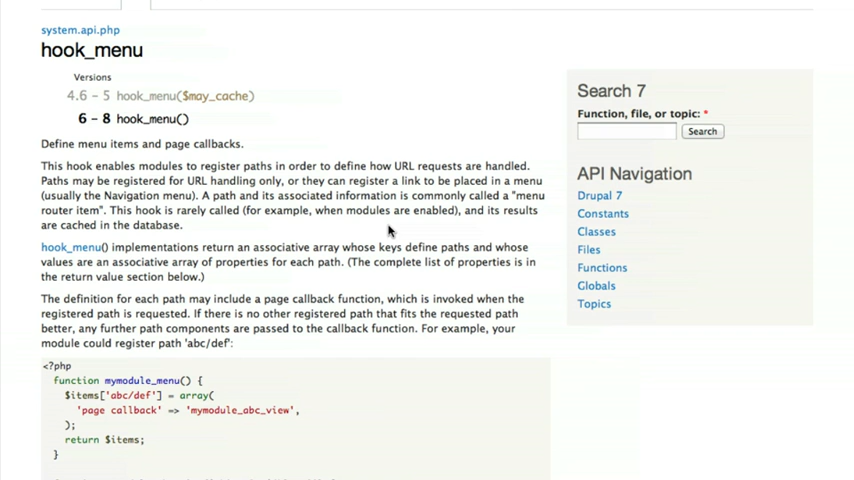 system.api.php
hook_menu
Versions
4.6 – 5 hook_menu($may_cache)
6 – 8 hook_menu()
Define menu items and page callbacks.
This hook enables modules to register paths in order to define how URL requests are handled.
Paths may be registered for URL handling only, or they can register a link to be placed in a menu
(usually the Navigation menu). A path and its associated information is commonly called a "menu
router item". This hook is rarely called (for example, when modules are enabled), and its results
are cached in the database.
hook_menu() implementations return an associative array whose keys define paths and whose
values are an associative array of properties for each path. (The complete list of properties is in
the return value section below.)
The definition for each path may include a page callback function, which is invoked when the
registered path is requested. If there is no other registered path that fits the requested path
better, any further path components are passed to the callback function. For example, your
module could register path 'abc/def':
<?php
function mymodule_menu() {
$items['abc/def'] = array(
'page callback' => 'mymodule_abc_view',
);
return $items;
}
Search 7
Function, file, or topic: *
Search
API Navigation
Drupal 7
Constants
Classes
Files
Functions
Globals
Topics